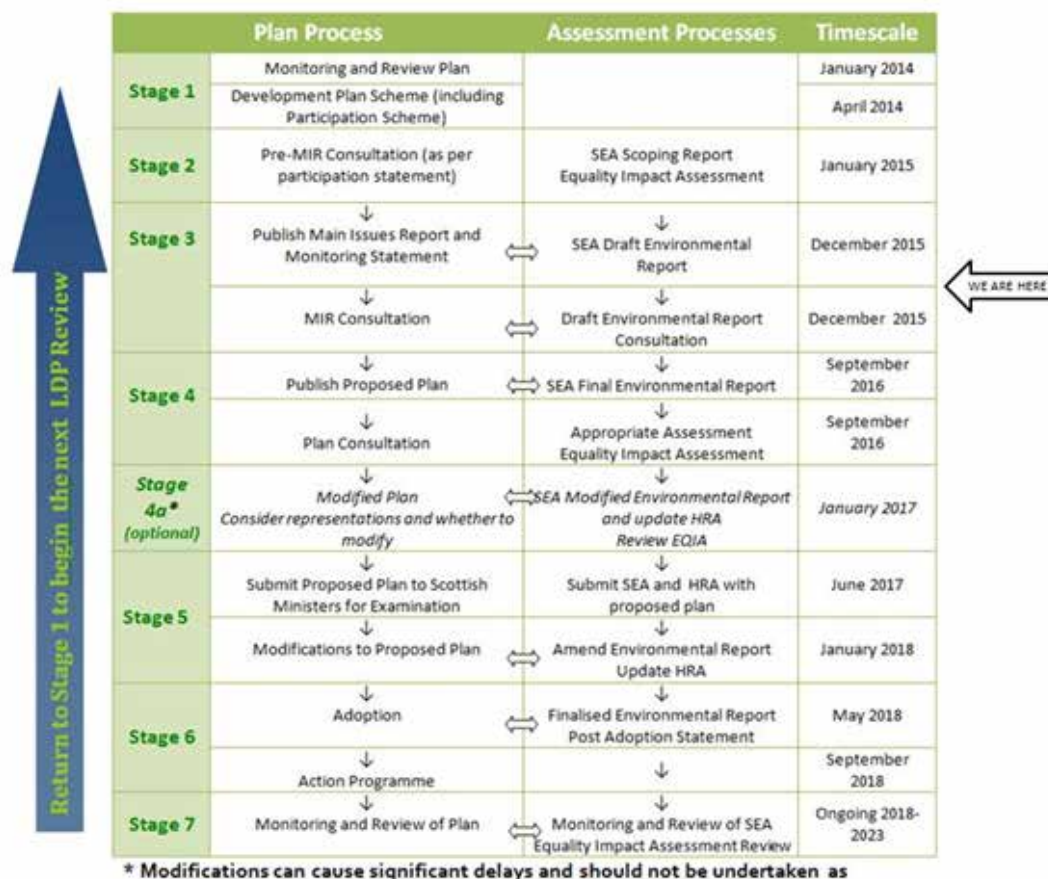 Plan Process Assessment Processes Timescale
Stage 1
Monitoring and Review Plan
January 2014
Development Plan Scheme (including
Participation Scheme)
April 2014
Stage 2
Pre-MIR Consultation (as per
participation statement)
SEA Scoping Report
Equality Impact Assessment
January 2015
Stage 3
↓
Publish Main Issues Report and
Monitoring Statement
↓
SEA Draft Environmental
Report
December 2015
↓
MIR Consultation
↓
Draft Environmental Report
Consultation
December 2015
Stage 4
↓
Publish Proposed Plan
↓
SEA Final Environmental Report
September
2016
↓
Plan Consultation
↓
Appropriate Assessment
Equality Impact Assessment
September
2016
Stage
4a*
(optional)
↓
Modified Plan
Consider representations and whether to
modify
↓
SEA Modified Environmental Report
and update HRA
Review EQIA
January 2017
Stage 5
↓
Submit Proposed Plan to Scottish
Ministers for Examination
↓
Submit SEA and HRA with
proposed plan
June 2017
↓
Modifications to Proposed Plan
↓
Amend Environmental Report
Update HRA
January 2018
Stage 6
↓
Adoption
↓
Finalised Environmental Report
Post Adoption Statement
May 2018
↓
Action Programme
↓
September
2018
Stage 7
↓
Monitoring and Review of Plan
↓
Monitoring and Review of SEA
Equality Impact Assessment Review
Ongoing 2018-
2023
Return to Stage 1 to begin the next LDP Review
WE ARE HERE
* Modifications can cause significant delays and should not be undertaken as